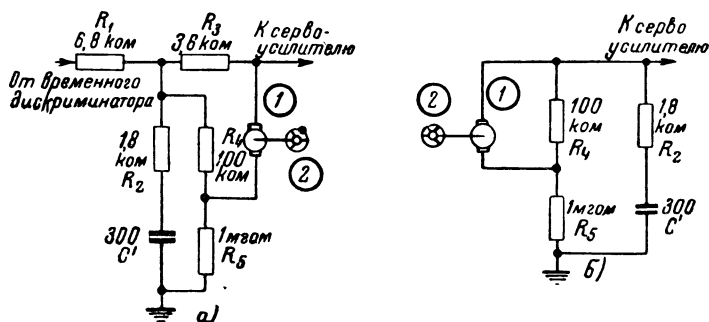 R₁
6,8 ком
R₃
3,6 ком
К серво-
усилителю
От временного
дискриминатора
1
2
1,8
ком
R₂
R₄
100
ком
300
C'
1 мгом
R₅
а)
К серво
усилителю
2
1
100
ком
R₄
1,8
ком
R₂
1мгом
R₅
300
C'
б)